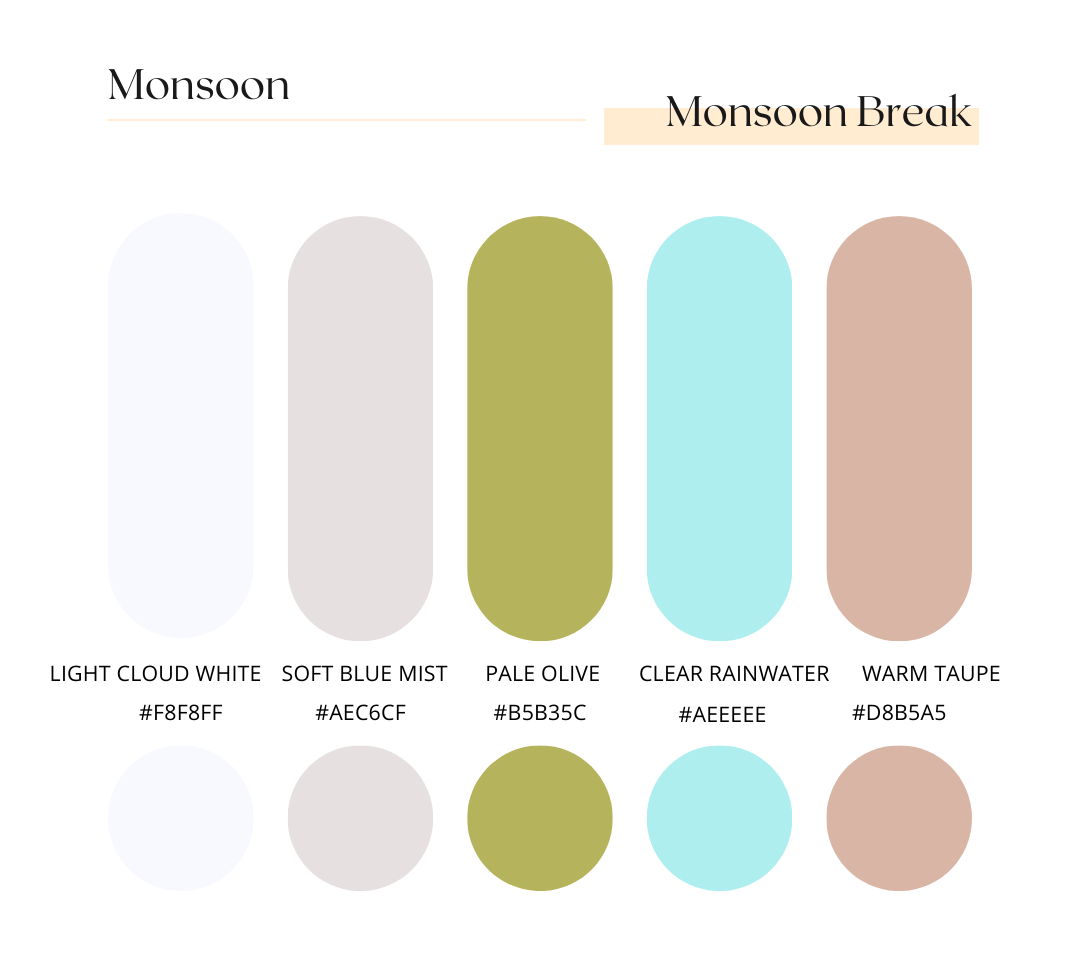 Monsoon
Monsoon Break
LIGHT CLOUD WHITE
#F8F8FF
SOFT BLUE MIST
#AEC6CF
PALE OLIVE
#B5B35C
CLEAR RAINWATER
#AEEEEE
WARM TAUPE
#D8B5A5